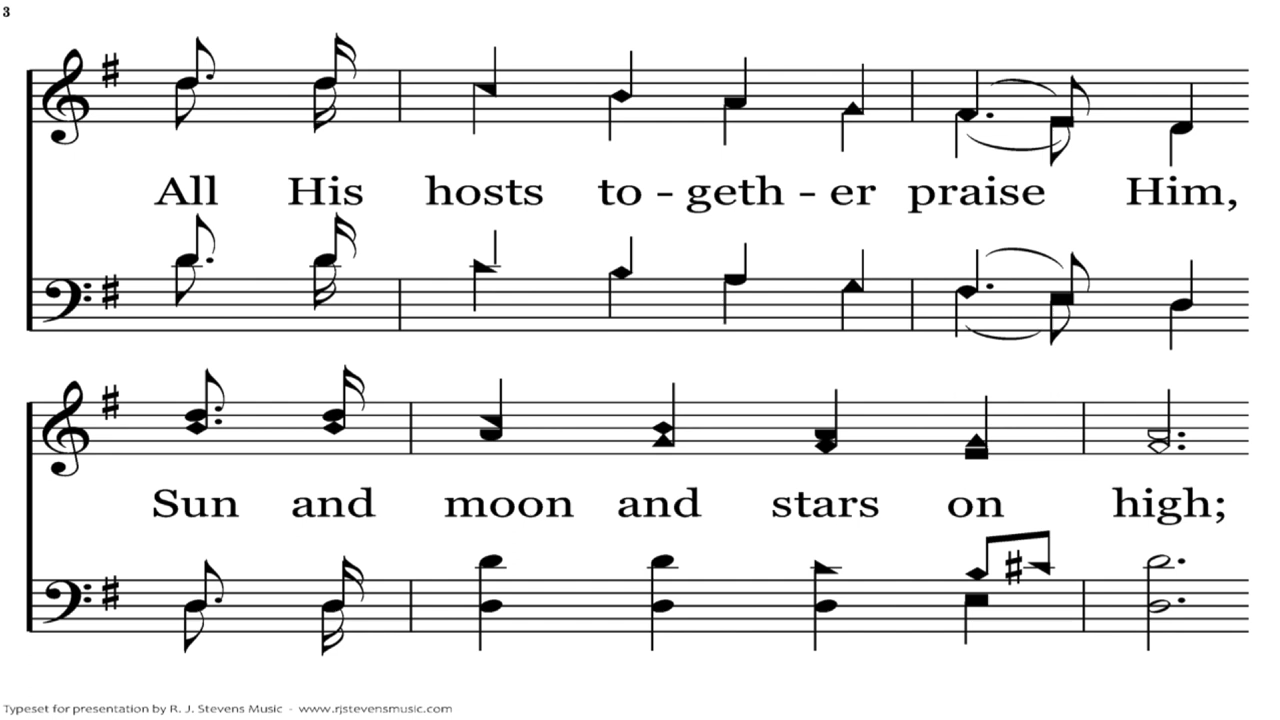 3
All His hosts to - geth - er praise Him,
Sun and moon and stars on high;
Typeset for presentation by R. J. Stevens Music - www.rjstevensmusic.com